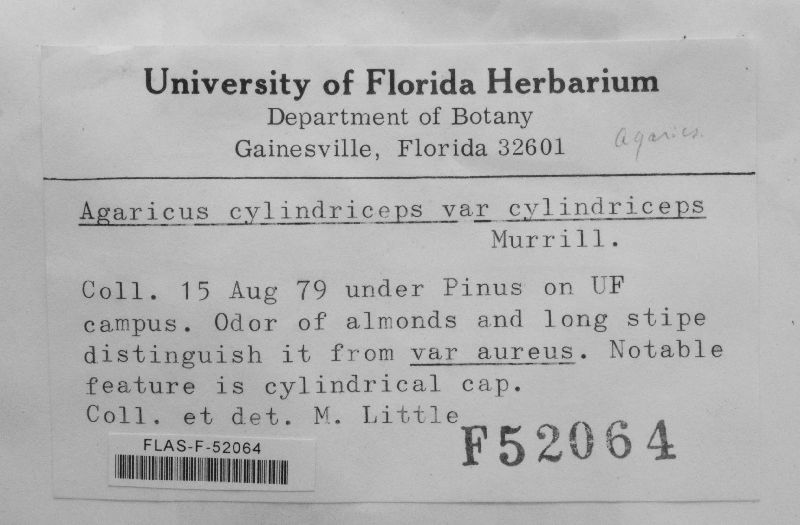 University of Florida Herbarium
Department of Botany
Gainesville, Florida 32601
Agarics.
Agaricus cylindriceps var cylindriceps
Murrill.
Coll. 15 Aug 79 under Pinus on UF
campus. Odor of almonds and long stipe
distinguish it from var aureus. Notable
feature is cylindrical cap.
Coll. et det. M. Little
F52064
FLAS-F-52064